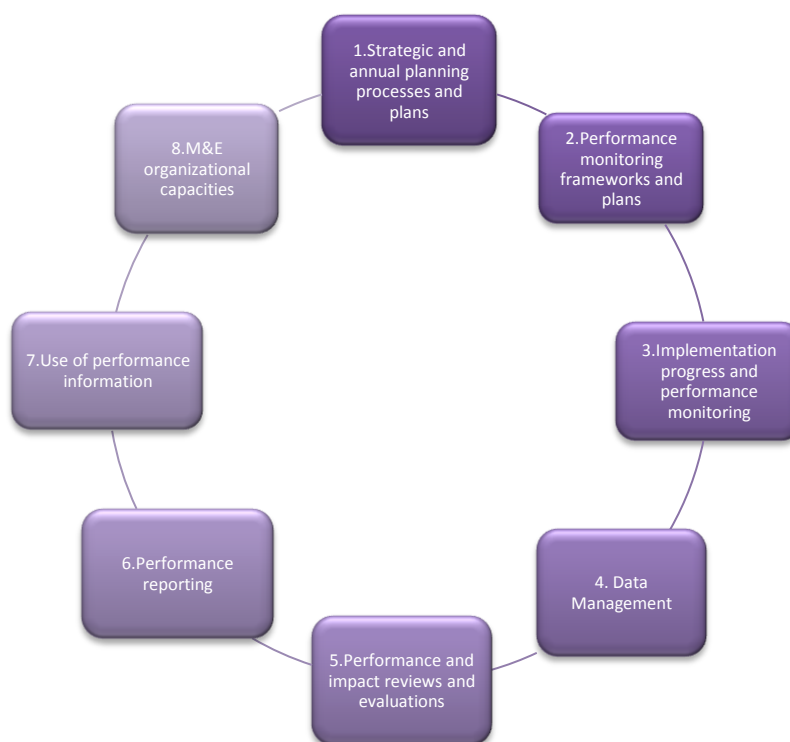 1.Strategic and
annual planning
processes and
plans
2.Performance
monitoring
frameworks and
plans
3.Implementation
progress and
performance
monitoring
4. Data
Management
5.Performance and
impact reviews and
evaluations
6.Performance
reporting
7.Use of performance
information
8.M&E
organizational
capacities